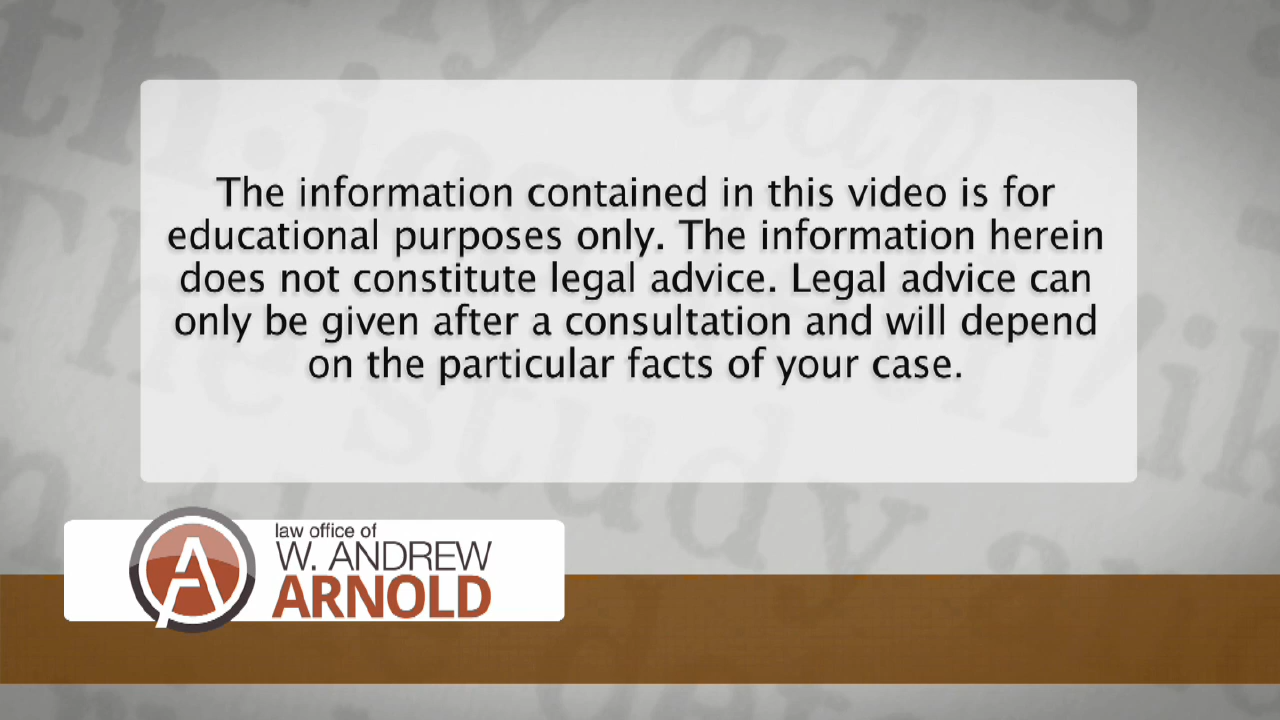 The information contained in this video is for
educational purposes only. The information herein
does not constitute legal advice. Legal advice can
only be given after a consultation and will depend
on the particular facts of your case.
law office of
W. ANDREW
ARNOLD